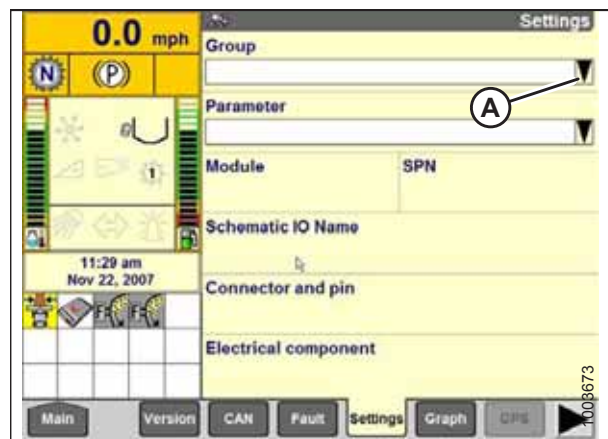 0.0 mph
N
P
1
11:29 am
Nov 22, 2007
F
F
Settings
Group
A
Parameter
Module
SPN
Schematic IO Name
Connector and pin
Electrical component
Main
Version
CAN
Fault
Settings
Graph
GPS
1003673